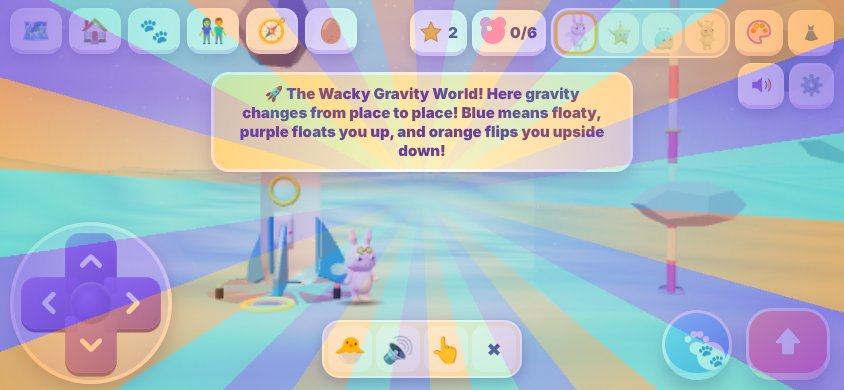 2
0/6
🚀 The Wacky Gravity World! Here gravity
changes from place to place! Blue means floaty,
purple floats you up, and orange flips you upside
down!